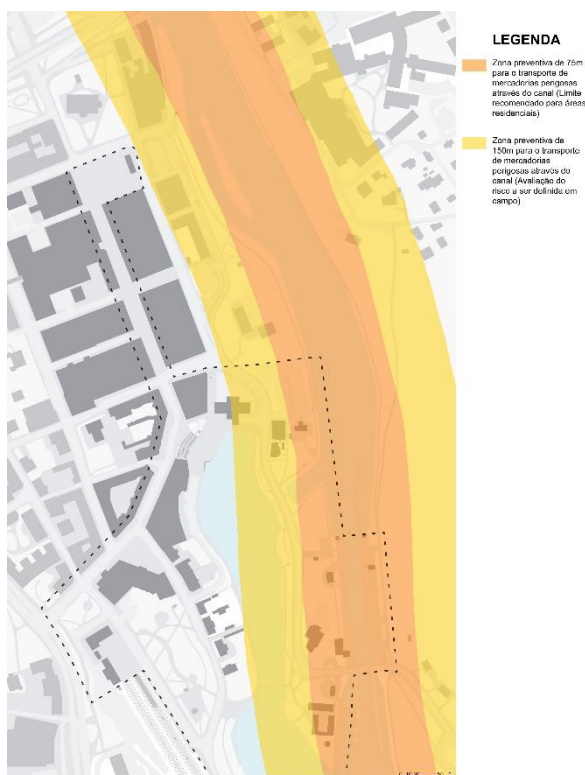 LEGENDA
Zona preventiva de 75m
para o transporte de
mercadorias perigosas
através do canal (Limite
recomendado para áreas
residenciais)
Zona preventiva de
150m para o transporte
de mercadorias
perigosas através do
canal (Avaliação do
risco a ser definida em
campo)